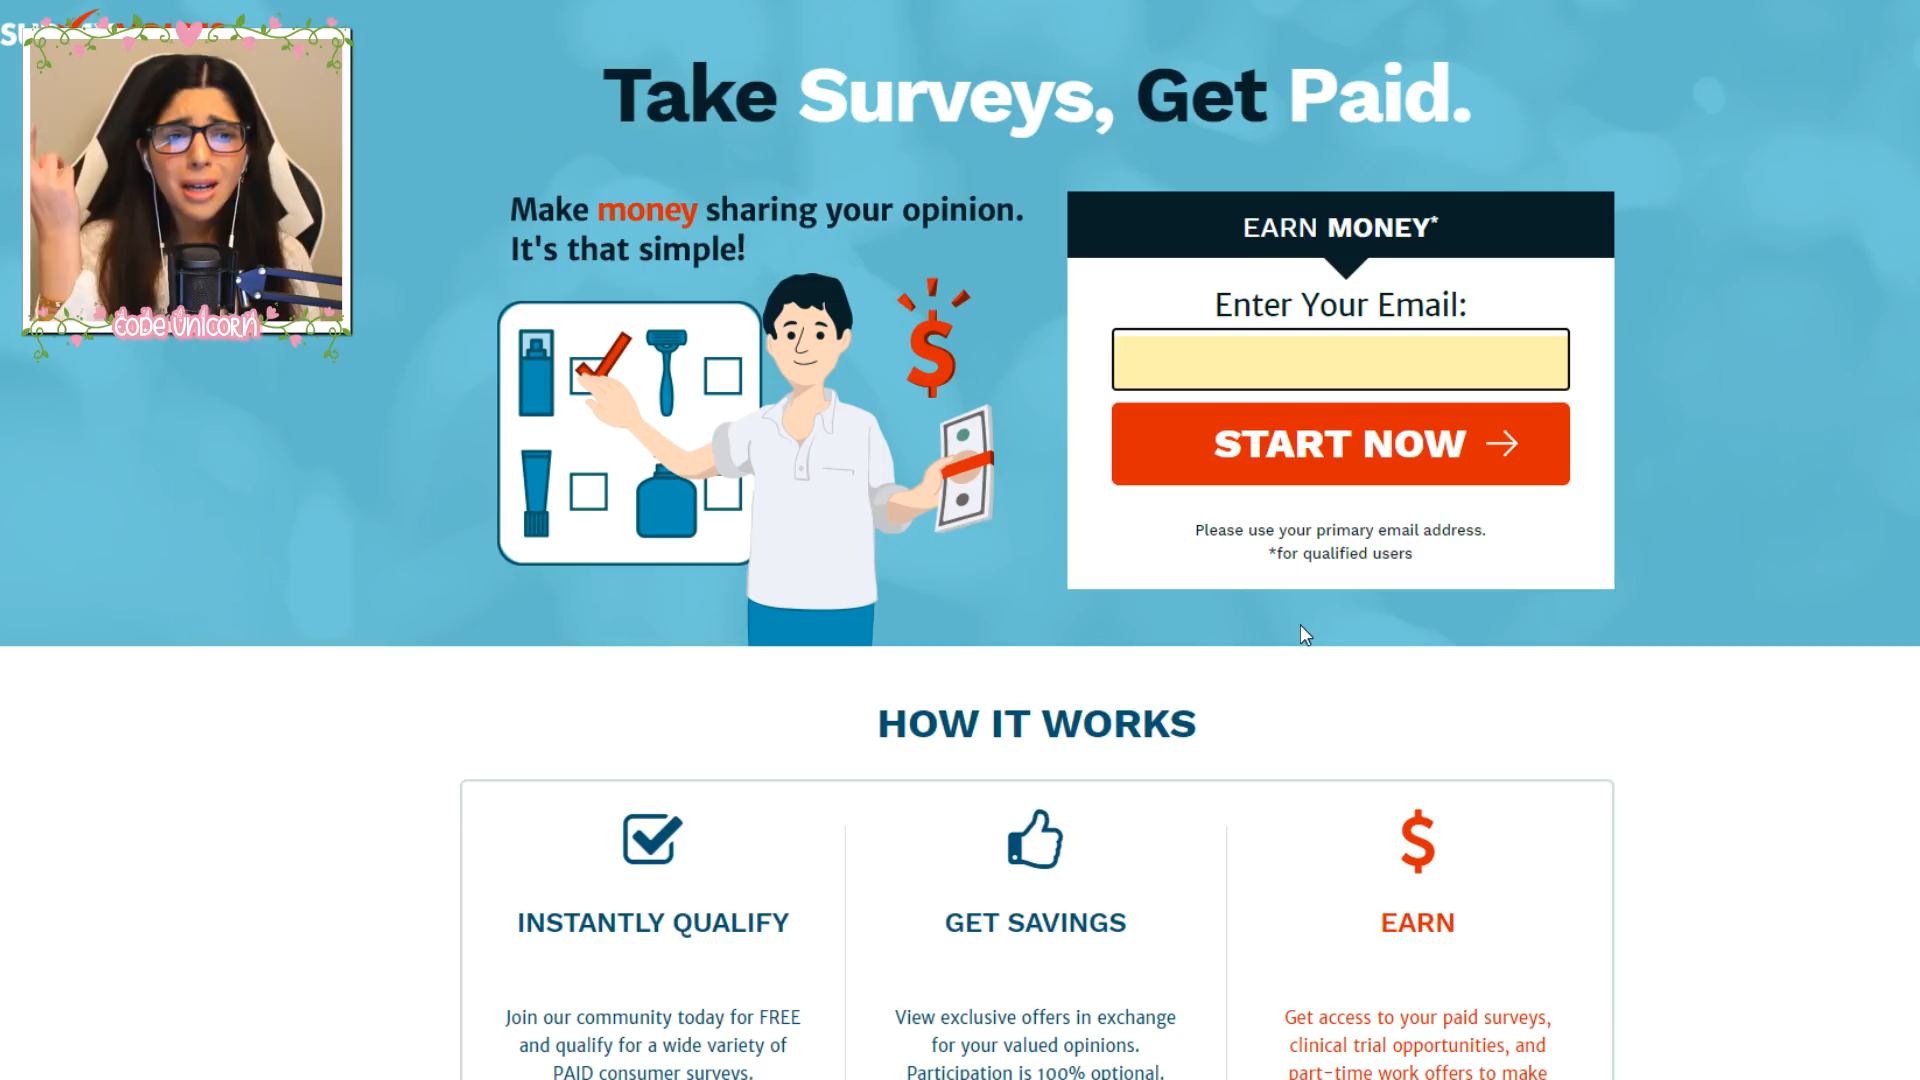 Take Surveys, Get Paid.
Make money sharing your opinion.
It's that simple!
EARN MONEY*
Enter Your Email:
START NOW
Please use your primary email address.
*for qualified users
CODE UNICORN
HOW IT WORKS
INSTANTLY QUALIFY
Join our community today for FREE
and qualify for a wide variety of
PAID consumer surveys.
GET SAVINGS
View exclusive offers in exchange
for your valued opinions.
Participation is 100% optional.
EARN
Get access to your paid surveys,
clinical trial opportunities, and
part-time work offers to make